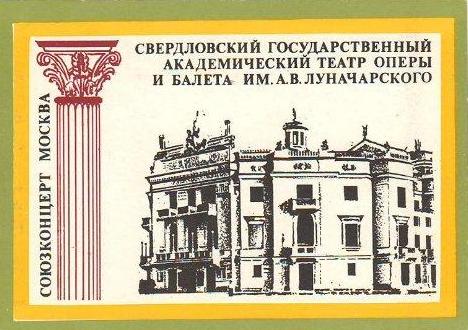 СВЕРДЛОВСКИЙ ГОСУДАРСТВЕННЫЙ
АКАДЕМИЧЕСКИЙ ТЕАТР ОПЕРЫ
И БАЛЕТА ИМ. А.В. ЛУНАЧАРСКОГО
СОЮЗКОНЦЕРТ МОСКВА